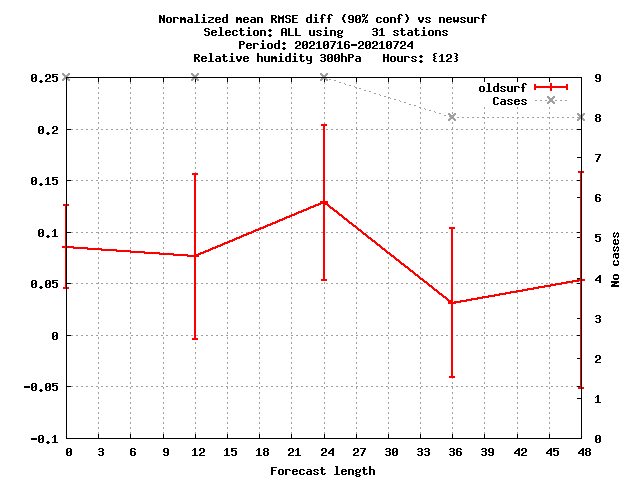 Normalized mean RMSE diff (90% conf) vs newsurf
Selection: ALL using    31 stations
Period: 20210716-20210724
Relative humidity 300hPa   Hours: {12}
oldsurf
Cases
0.25
0.2
0.15
0.1
0.05
0
-0.05
-0.1
9
8
7
6
5
4
3
2
1
0
No cases
0 3 6 9 12 15 18 21 24 27 30 33 36 39 42 45 48
Forecast length